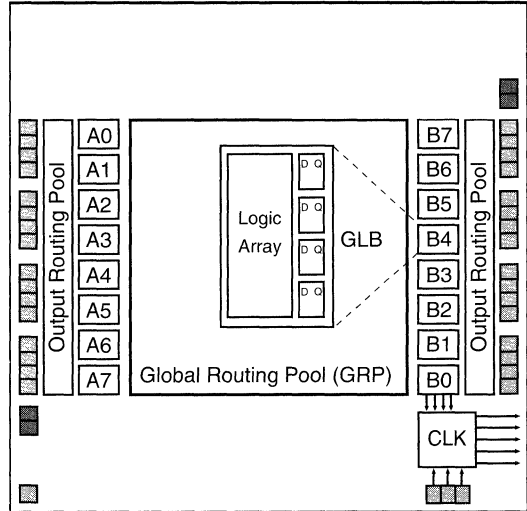 Output Routing Pool
A0
A1
A2
A3
A4
A5
A6
A7
Logic
Array
D Q
D Q
D Q
D Q
GLB
Global Routing Pool (GRP)
B7
B6
B5
B4
B3
B2
B1
B0
Output Routing Pool
CLK